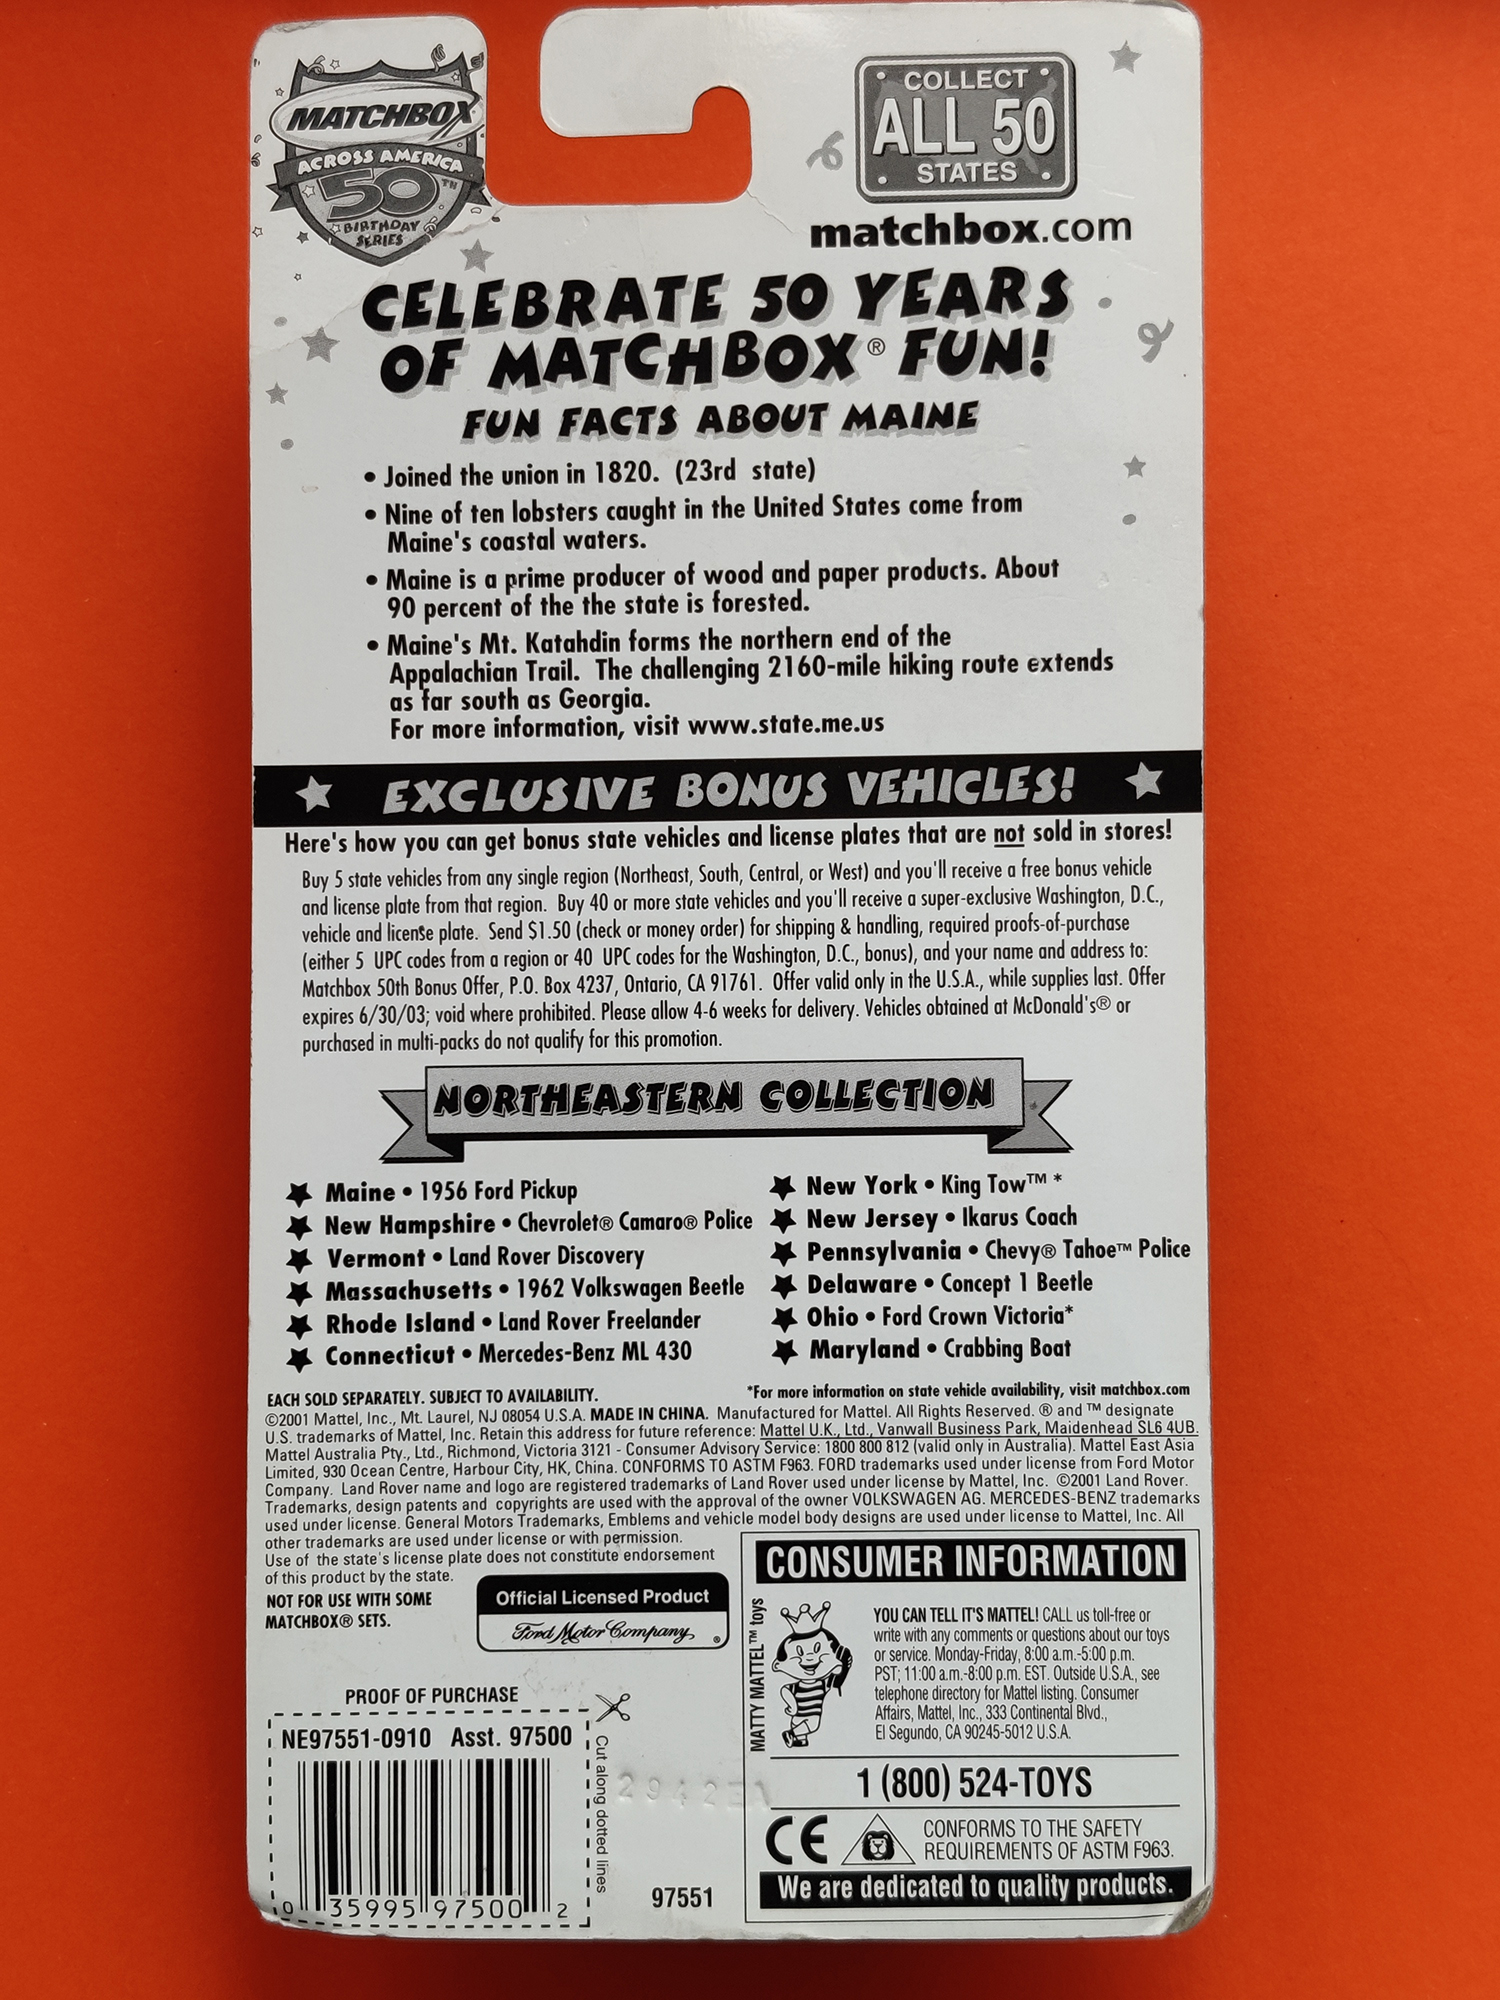 MATCHBOX
ACROSS AMERICA
50TH
BIRTHDAY
SERIES
COLLECT
ALL 50
STATES
matchbox.com
CELEBRATE 50 YEARS
OF MATCHBOX® FUN!
FUN FACTS ABOUT MAINE
• Joined the union in 1820. (23rd state)
• Nine of ten lobsters caught in the United States come from
Maine's coastal waters.
• Maine is a prime producer of wood and paper products. About
90 percent of the the state is forested.
• Maine's Mt. Katahdin forms the northern end of the
Appalachian Trail. The challenging 2160-mile hiking route extends
as far south as Georgia.
For more information, visit www.state.me.us
EXCLUSIVE BONUS VEHICLES!
Here's how you can get bonus state vehicles and license plates that are not sold in stores!
Buy 5 state vehicles from any single region (Northeast, South, Central, or West) and you'll receive a free bonus vehicle
and license plate from that region. Buy 40 or more state vehicles and you'll receive a super-exclusive Washington, D.C.,
vehicle and license plate. Send $1.50 (check or money order) for shipping & handling, required proofs-of-purchase
(either 5 UPC codes from a region or 40 UPC codes for the Washington, D.C., bonus), and your name and address to:
Matchbox 50th Bonus Offer, P.O. Box 4237, Ontario, CA 91761. Offer valid only in the U.S.A., while supplies last. Offer
expires 6/30/03; void where prohibited. Please allow 4-6 weeks for delivery. Vehicles obtained at McDonald's® or
purchased in multi-packs do not qualify for this promotion.
NORTHEASTERN COLLECTION
★ Maine • 1956 Ford Pickup
★ New Hampshire • Chevrolet® Camaro® Police
★ Vermont • Land Rover Discovery
★ Massachusetts • 1962 Volkswagen Beetle
★ Rhode Island • Land Rover Freelander
★ Connecticut • Mercedes-Benz ML 430
★ New York • King Tow™ *
★ New Jersey • Ikarus Coach
★ Pennsylvania • Chevy® Tahoe™ Police
★ Delaware • Concept 1 Beetle
★ Ohio • Ford Crown Victoria*
★ Maryland • Crabbing Boat
EACH SOLD SEPARATELY. SUBJECT TO AVAILABILITY.
*For more information on state vehicle availability, visit matchbox.com
©2001 Mattel, Inc., Mt. Laurel, NJ 08054 U.S.A. MADE IN CHINA. Manufactured for Mattel. All Rights Reserved. ® and ™ designate
U.S. trademarks of Mattel, Inc. Retain this address for future reference: Mattel U.K., Ltd., Vanwall Business Park, Maidenhead SL6 4UB.
Mattel Australia Pty., Ltd., Richmond, Victoria 3121 - Consumer Advisory Service: 1800 800 812 (valid only in Australia). Mattel East Asia
Limited, 930 Ocean Centre, Harbour City, HK, China. CONFORMS TO ASTM F963. FORD trademarks used under license from Ford Motor
Company. Land Rover name and logo are registered trademarks of Land Rover used under license by Mattel, Inc. ©2001 Land Rover.
Trademarks, design patents and copyrights are used with the approval of the owner VOLKSWAGEN AG. MERCEDES-BENZ trademarks
used under license. General Motors Trademarks, Emblems and vehicle model body designs are used under license to Mattel, Inc. All
other trademarks are used under license or with permission.
Use of the state's license plate does not constitute endorsement
of this product by the state.
NOT FOR USE WITH SOME
MATCHBOX® SETS.
Official Licensed Product
Ford Motor Company ®
PROOF OF PURCHASE
NE97551-0910 Asst. 97500
Cut along dotted lines
0 35995 97500 2
2942EA
97551
CONSUMER INFORMATION
MATTY MATTEL™ toys
YOU CAN TELL IT'S MATTEL! CALL us toll-free or
write with any comments or questions about our toys
or service. Monday-Friday, 8:00 a.m.-5:00 p.m.
PST; 11:00 a.m.-8:00 p.m. EST. Outside U.S.A., see
telephone directory for Mattel listing. Consumer
Affairs, Mattel, Inc., 333 Continental Blvd.,
El Segundo, CA 90245-5012 U.S.A.
1 (800) 524-TOYS
CE
CONFORMS TO THE SAFETY
REQUIREMENTS OF ASTM F963.
We are dedicated to quality products.